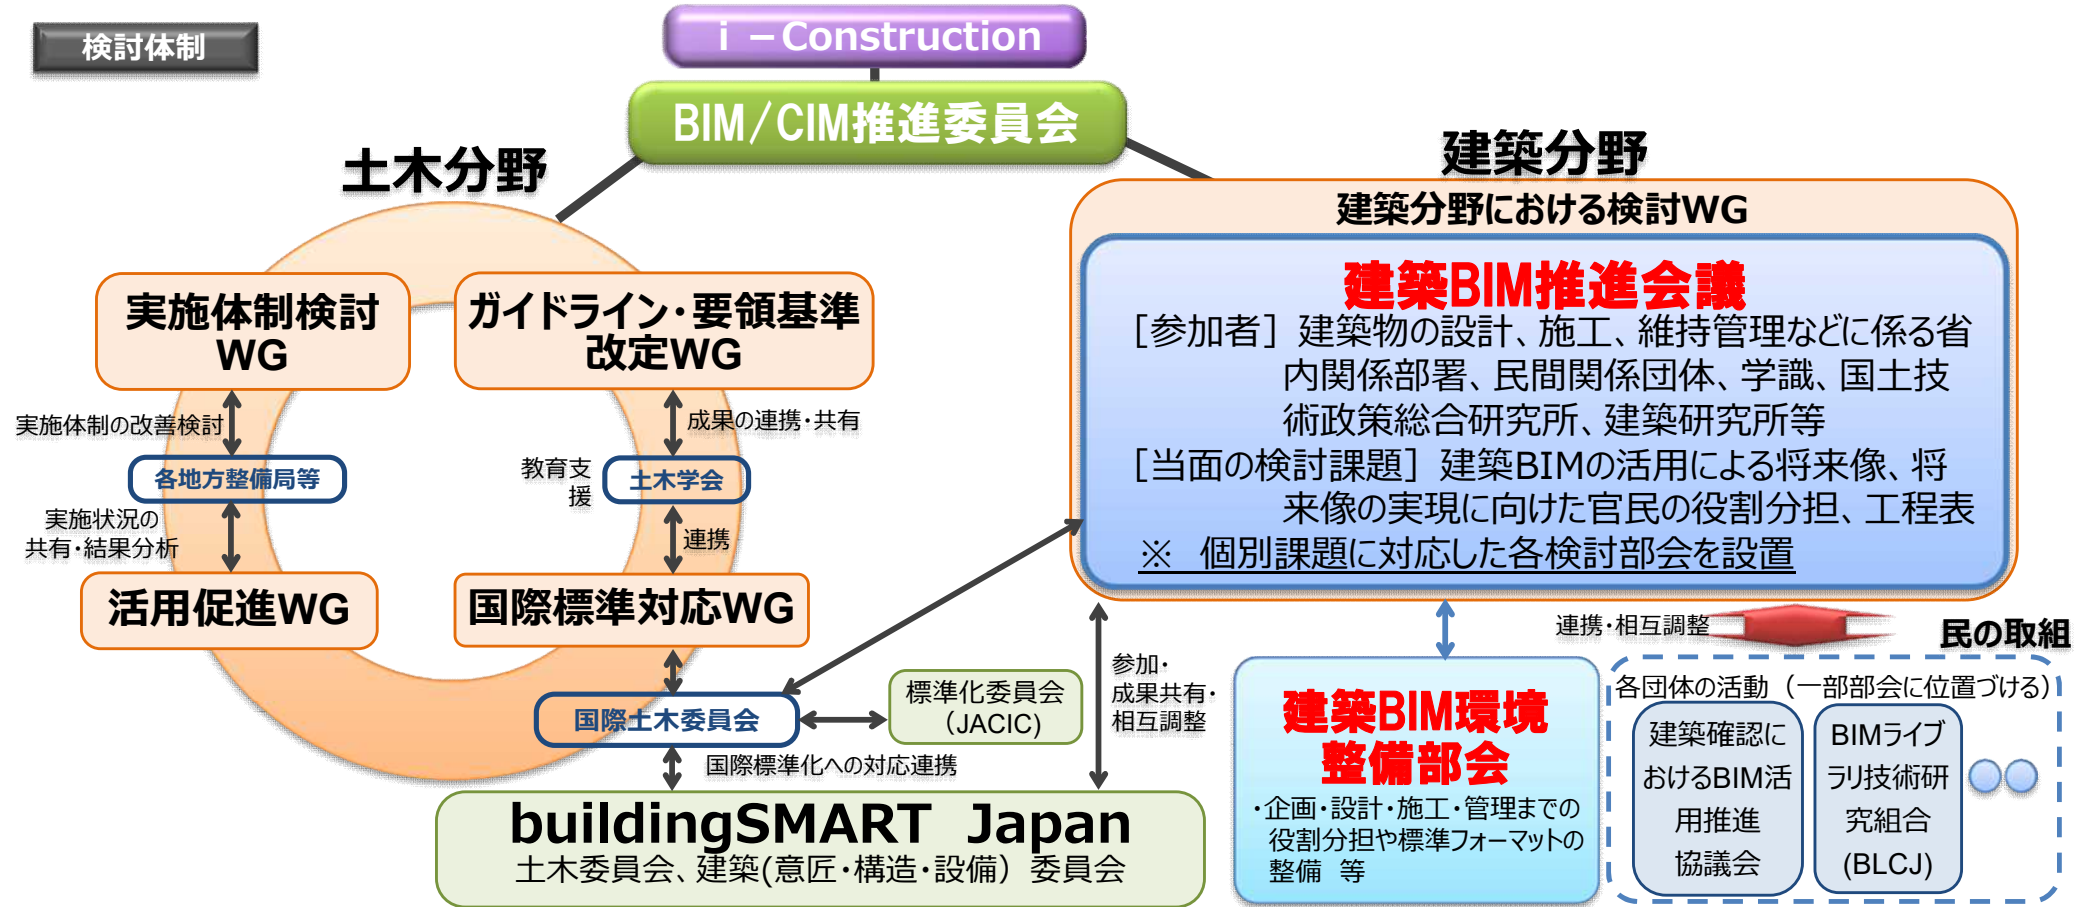 検討体制
i －Construction
BIM/CIM推進委員会
土木分野
実施体制検討
WG
ガイドライン・要領基準
改定WG
実施体制の改善検討
成果の連携・共有
各地方整備局等
教育支
援
土木学会
実施状況の
共有・結果分析
連携
活用促進WG
国際標準対応WG
国際土木委員会
標準化委員会
（JACIC）
国際標準化への対応連携
参加・
成果共有・
相互調整
buildingSMART Japan
土木委員会、建築(意匠・構造・設備）委員会
建築分野
建築分野における検討WG
建築BIM推進会議
［参加者］建築物の設計、施工、維持管理などに係る省
内関係部署、民間関係団体、学識、国土技
術政策総合研究所、建築研究所等
［当面の検討課題］建築BIMの活用による将来像、将
来像の実現に向けた官民の役割分担、工程表
※ 個別課題に対応した各検討部会を設置
連携・相互調整
民の取組
建築BIM環境
整備部会
・企画・設計・施工・管理までの
役割分担や標準フォーマットの
整備 等
各団体の活動（一部部会に位置づける）
建築確認に
おけるBIM活
用推進
協議会
BIMライブ
ラリ技術研
究組合
(BLCJ)